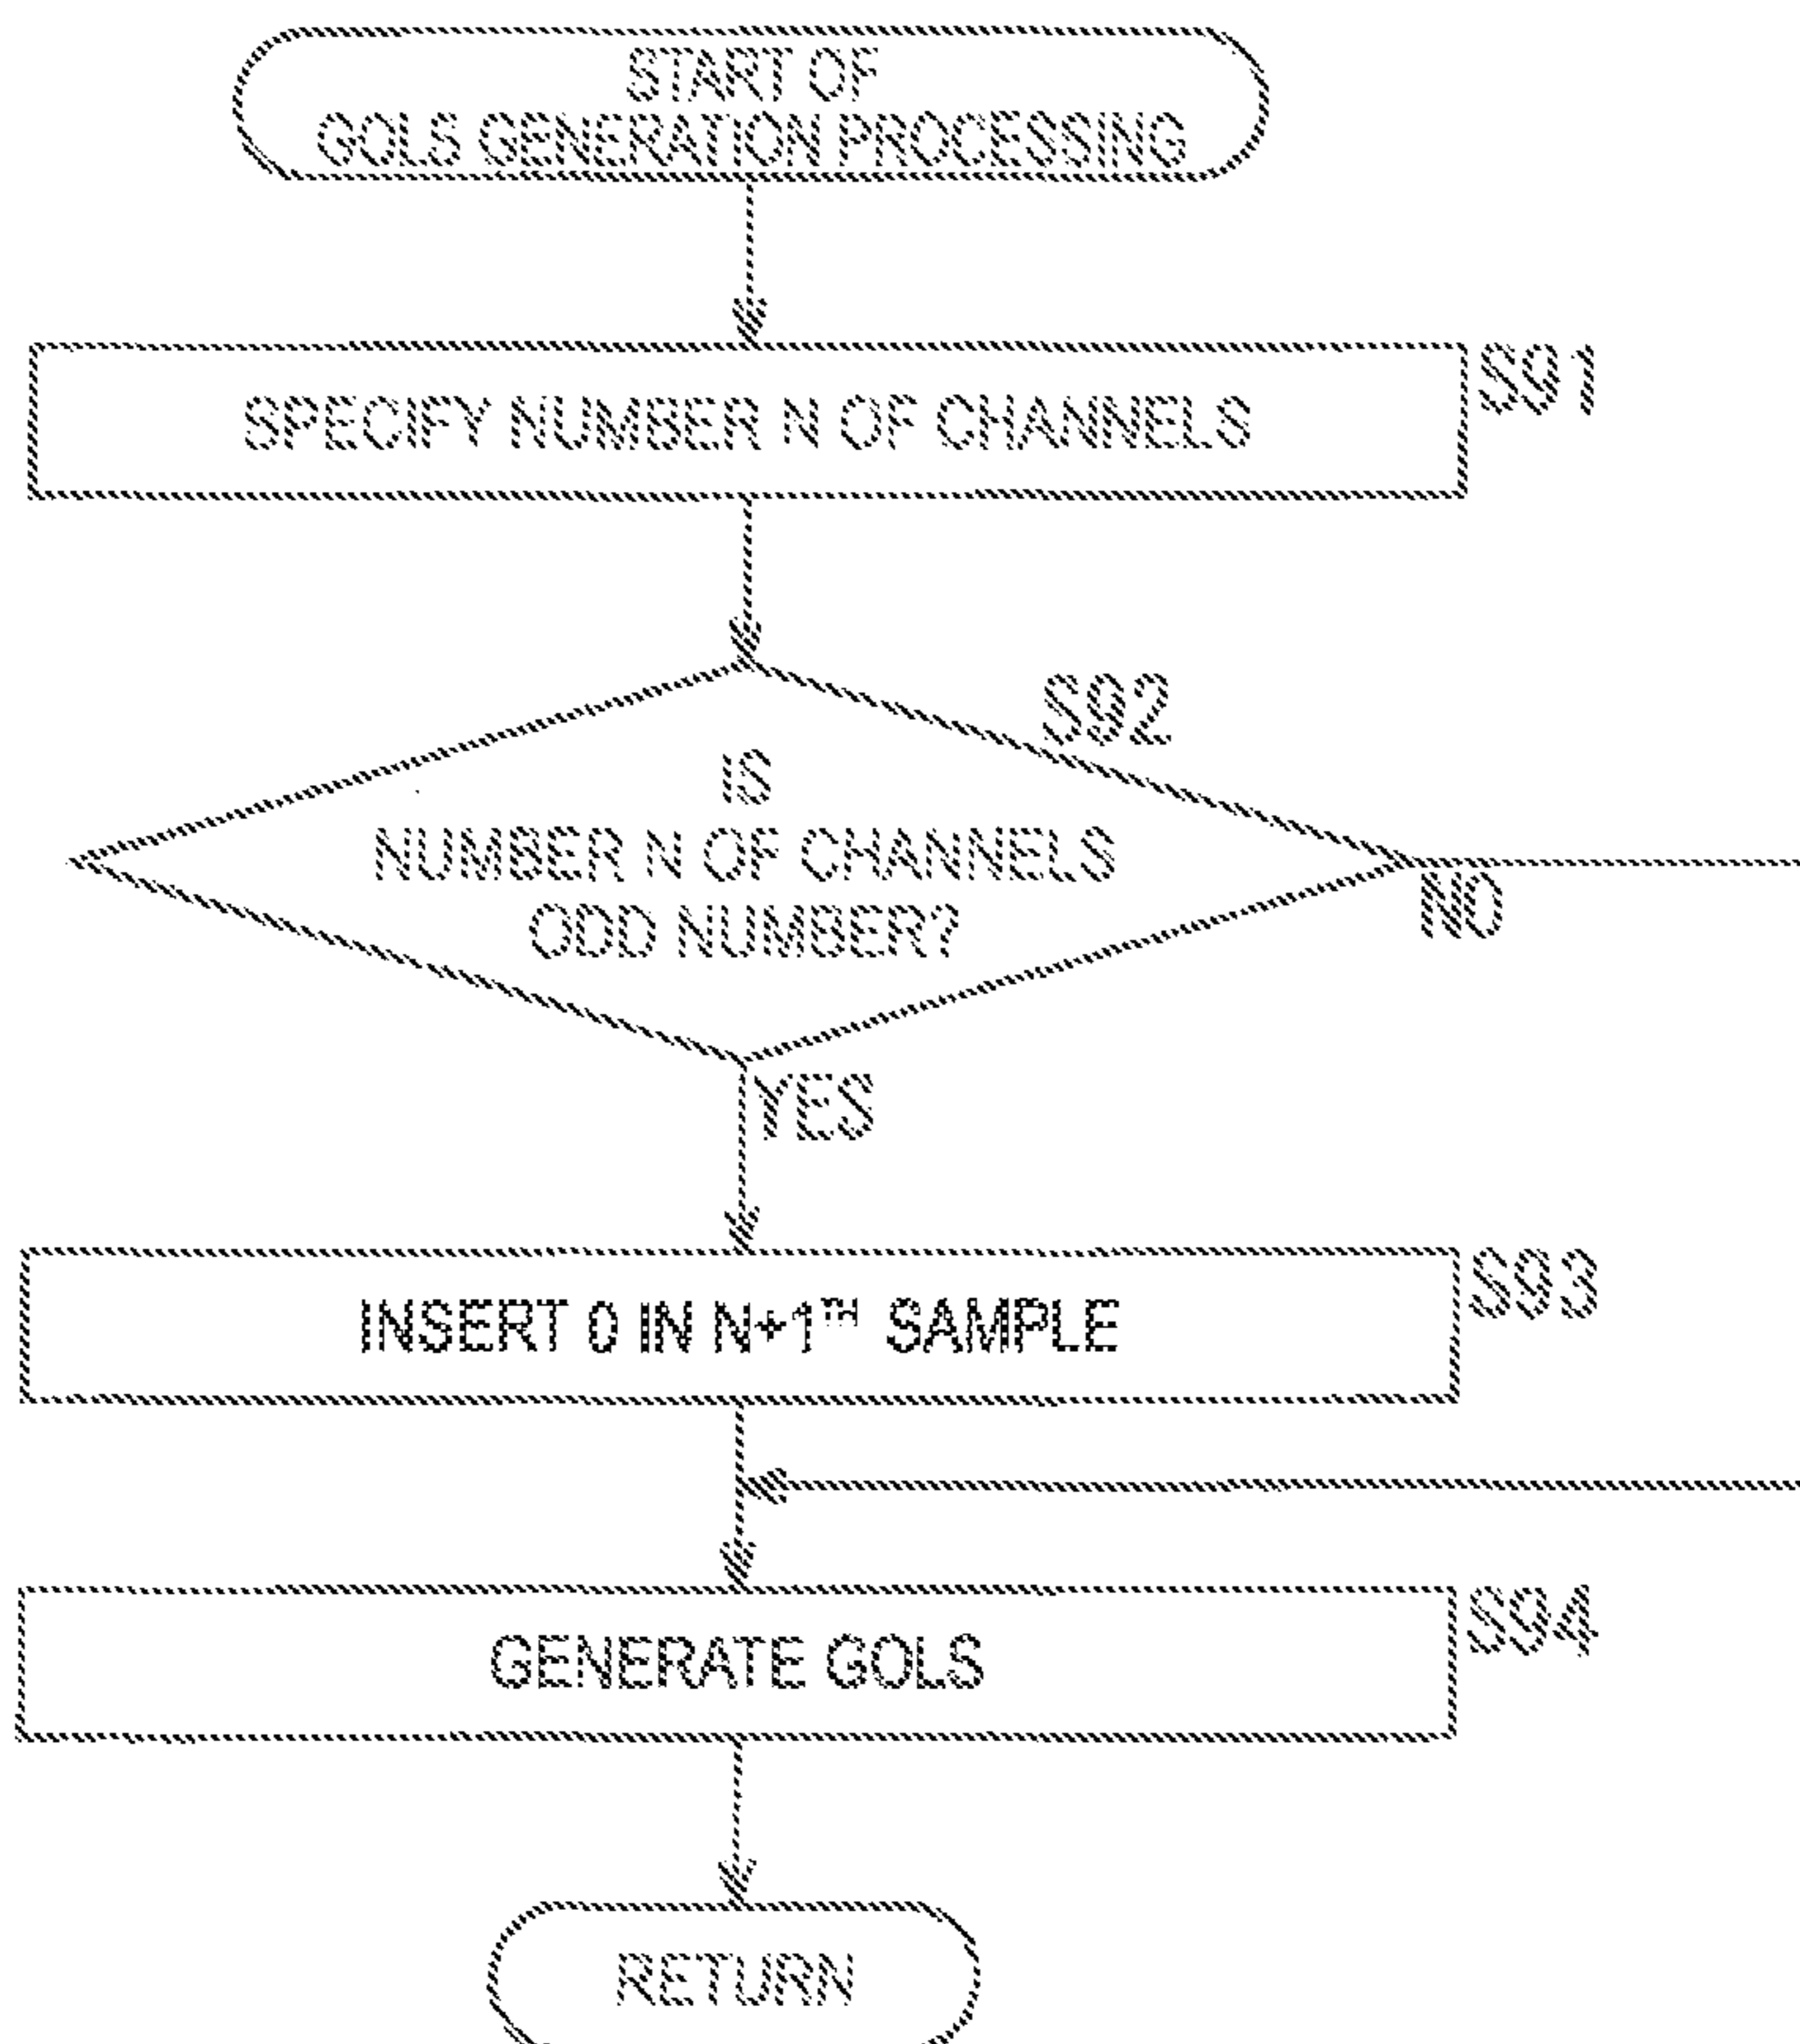 START OF
GOLS GENERATION PROCESSING
SPECIFY NUMBER N OF CHANNELS
S91
S92
IS
NUMBER N OF CHANNELS
ODD NUMBER?
NO
YES
INSERT 0 IN N+1TH SAMPLE
S93
GENERATE GOLS
S94
RETURN